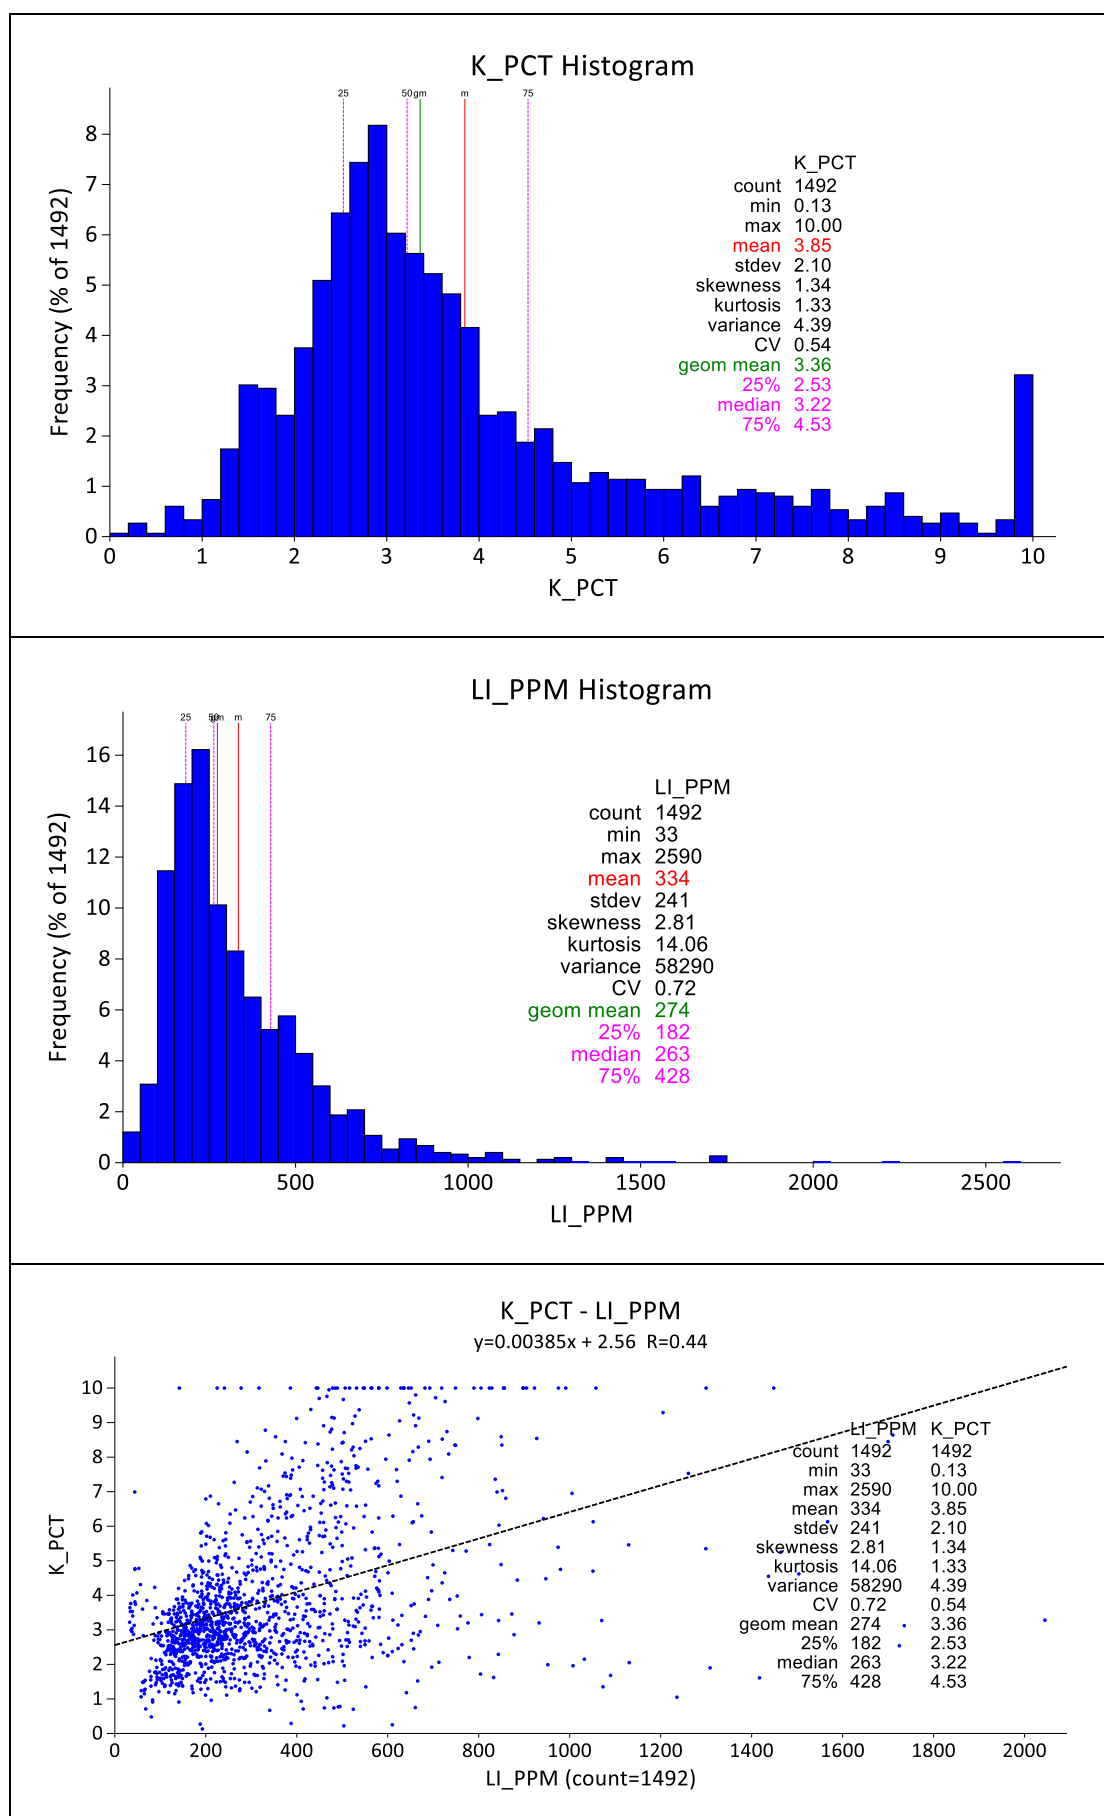 K_PCT Histogram
25 50 gm m 75
8
7
6
5
4
3
2
1
0
Frequency (% of 1492)
K_PCT
count 1492
min 0.13
max 10.00
mean 3.85
stdev 2.10
skewness 1.34
kurtosis 1.33
variance 4.39
CV 0.54
geom mean 3.36
25% 2.53
median 3.22
75% 4.53
0 1 2 3 4 5 6 7 8 9 10
K_PCT
LI_PPM Histogram
25 50 gm m 75
16
14
12
10
8
6
4
2
0
Frequency (% of 1492)
LI_PPM
count 1492
min 33
max 2590
mean 334
stdev 241
skewness 2.81
kurtosis 14.06
variance 58290
CV 0.72
geom mean 274
25% 182
median 263
75% 428
0 500 1000 1500 2000 2500
LI_PPM
K_PCT - LI_PPM
y=0.00385x + 2.56 R=0.44
10
9
8
7
6
5
4
3
2
1
0
K_PCT
LI_PPM K_PCT
count 1492 1492
min 33 0.13
max 2590 10.00
mean 334 3.85
stdev 241 2.10
skewness 2.81 1.34
kurtosis 14.06 1.33
variance 58290 4.39
CV 0.72 0.54
geom mean 274 3.36
25% 182 2.53
median 263 3.22
75% 428 4.53
0 200 400 600 800 1000 1200 1400 1600 1800 2000
LI_PPM (count=1492)